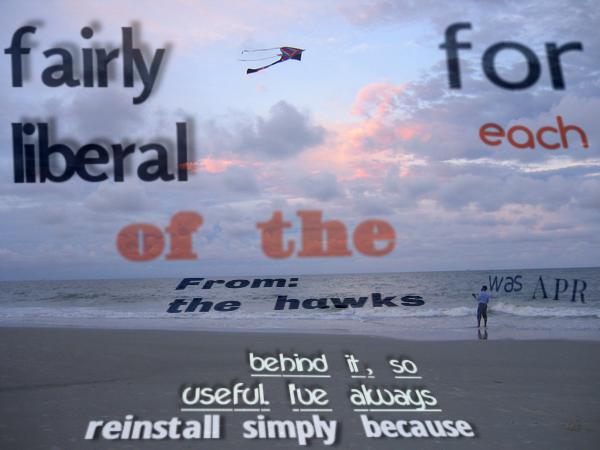 fairly
liberal
for
each
of the
From:
the hawks
was APR
behind it, so
useful. I've always
reinstall simply because